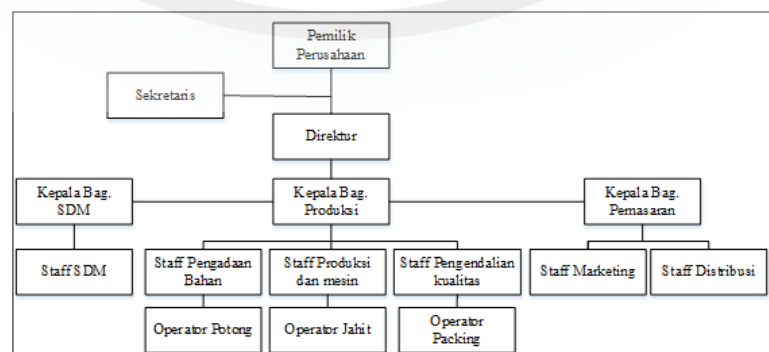 Pemilik
Perusahaan
Sekretaris
Direktur
Kepala Bag.
SDM
Kepala Bag.
Produksi
Kepala Bag.
Pemasaran
Staff SDM
Staff Pengadaan
Bahan
Staff Produksi
dan mesin
Staff Pengendalian
kualitas
Staff Marketing
Staff Distribusi
Operator Potong
Operator Jahit
Operator
Packing